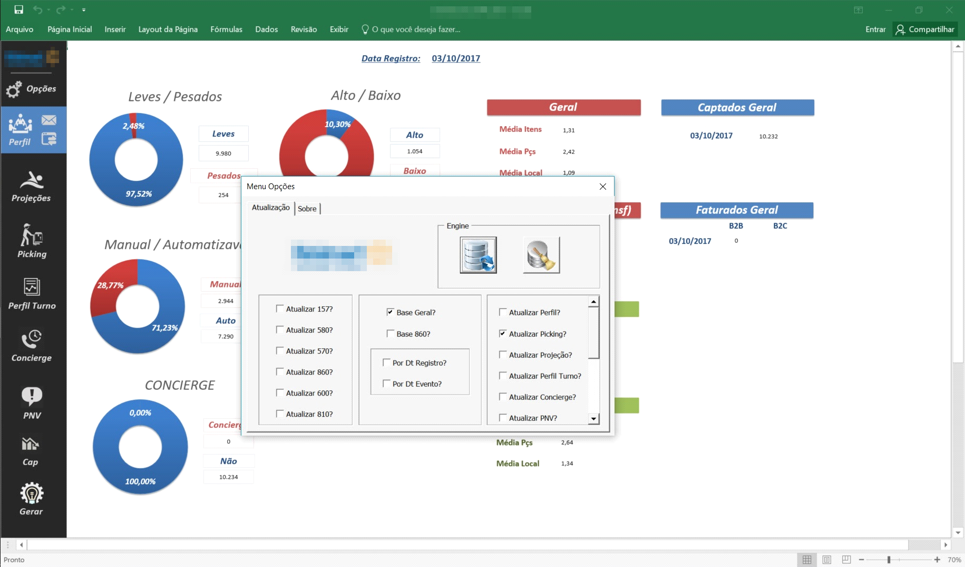 Arquivo Página Inicial Inserir Layout da Página Fórmulas Dados Revisão Exibir O que você deseja fazer... Entrar Compartilhar
Data Registro: 03/10/2017
Opções
Perfil
Projeções
Picking
Perfil Turno
Concierge
PNV
Cap
Gerar
Leves / Pesados
2,48%
97,52%
Leves
9.980
Pesados
254
Alto / Baixo
10,30%
Alto
1.054
Baixo
Geral
Média Itens 1,31
Média Pçs 2,42
Média Local 1,09
Captados Geral
03/10/2017 10.232
nsf)
Faturados Geral
B2B B2C
03/10/2017 0
Manual / Automatizava
28,77%
71,23%
Manua
2.944
Auto
7.290
CONCIERGE
0,00%
100,00%
Concierg
0
Não
10.234
Média Pçs 2,64
Média Local 1,34
Menu Opções
Atualização Sobre
Engine
Atualizar 157?
Atualizar 580?
Atualizar 570?
Atualizar 860?
Atualizar 600?
Atualizar 810?
Base Geral?
Base 860?
Por Dt Registro?
Por Dt Evento?
Atualizar Perfil?
Atualizar Picking?
Atualizar Projeção?
Atualizar Perfil Turno?
Atualizar Concierge?
Atualizar PNV?
Pronto
70%